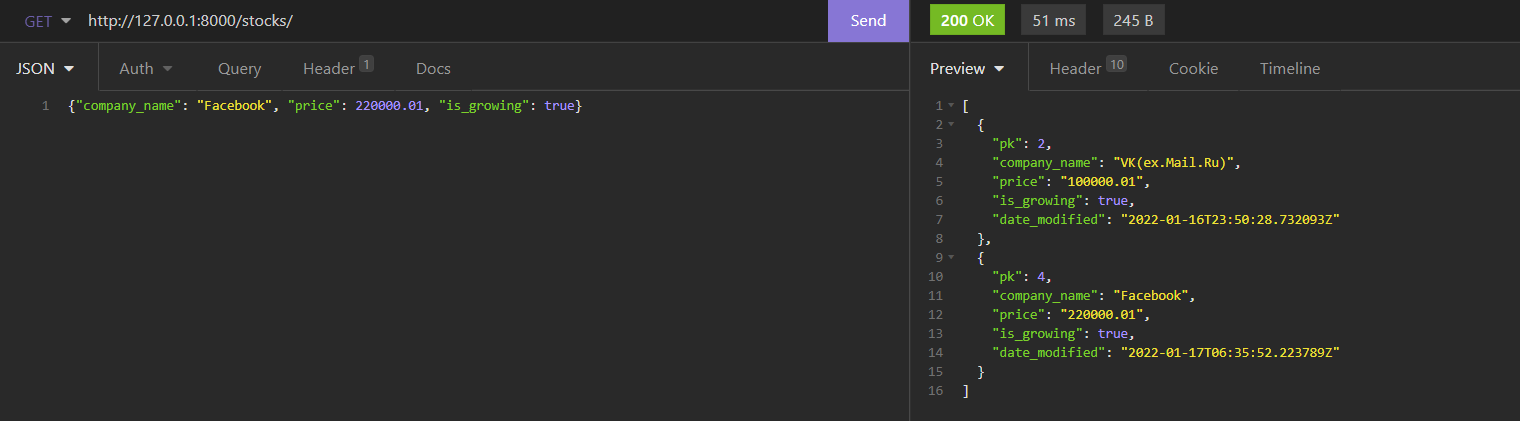 GET http://127.0.0.1:8000/stocks/ Send 200 OK 51 ms 245 B
JSON Auth Query Header 1 Docs Preview Header 10 Cookie Timeline
1 {"company_name": "Facebook", "price": 220000.01, "is_growing": true}
1 [
2 {
3 "pk": 2,
4 "company_name": "VK(ex.Mail.Ru)",
5 "price": "100000.01",
6 "is_growing": true,
7 "date_modified": "2022-01-16T23:50:28.732093Z"
8 },
9 {
10 "pk": 4,
11 "company_name": "Facebook",
12 "price": "220000.01",
13 "is_growing": true,
14 "date_modified": "2022-01-17T06:35:52.223789Z"
15 }
16 ]